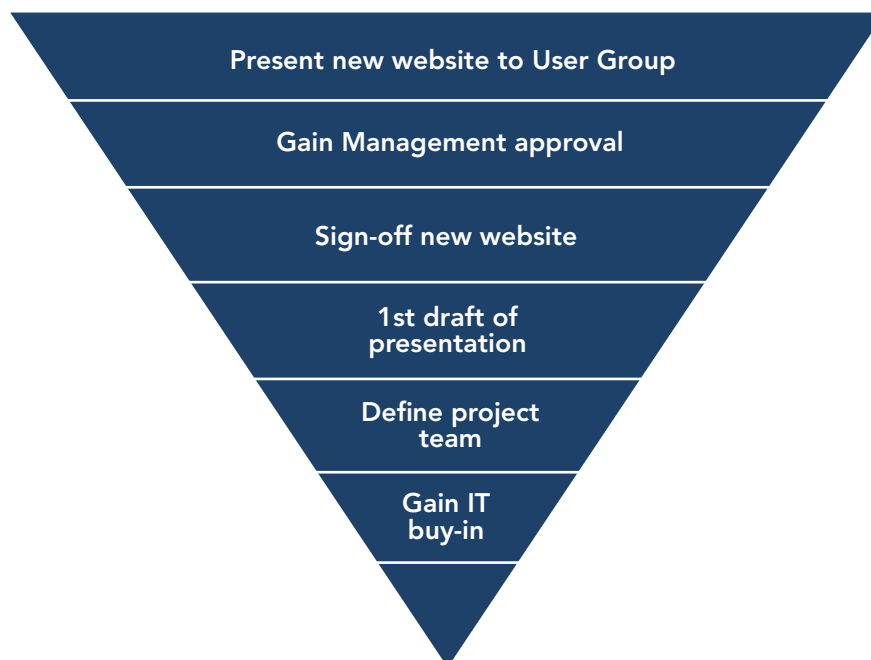 Present new website to User Group
Gain Management approval
Sign-off new website
1st draft of
presentation
Define project
team
Gain IT
buy-in